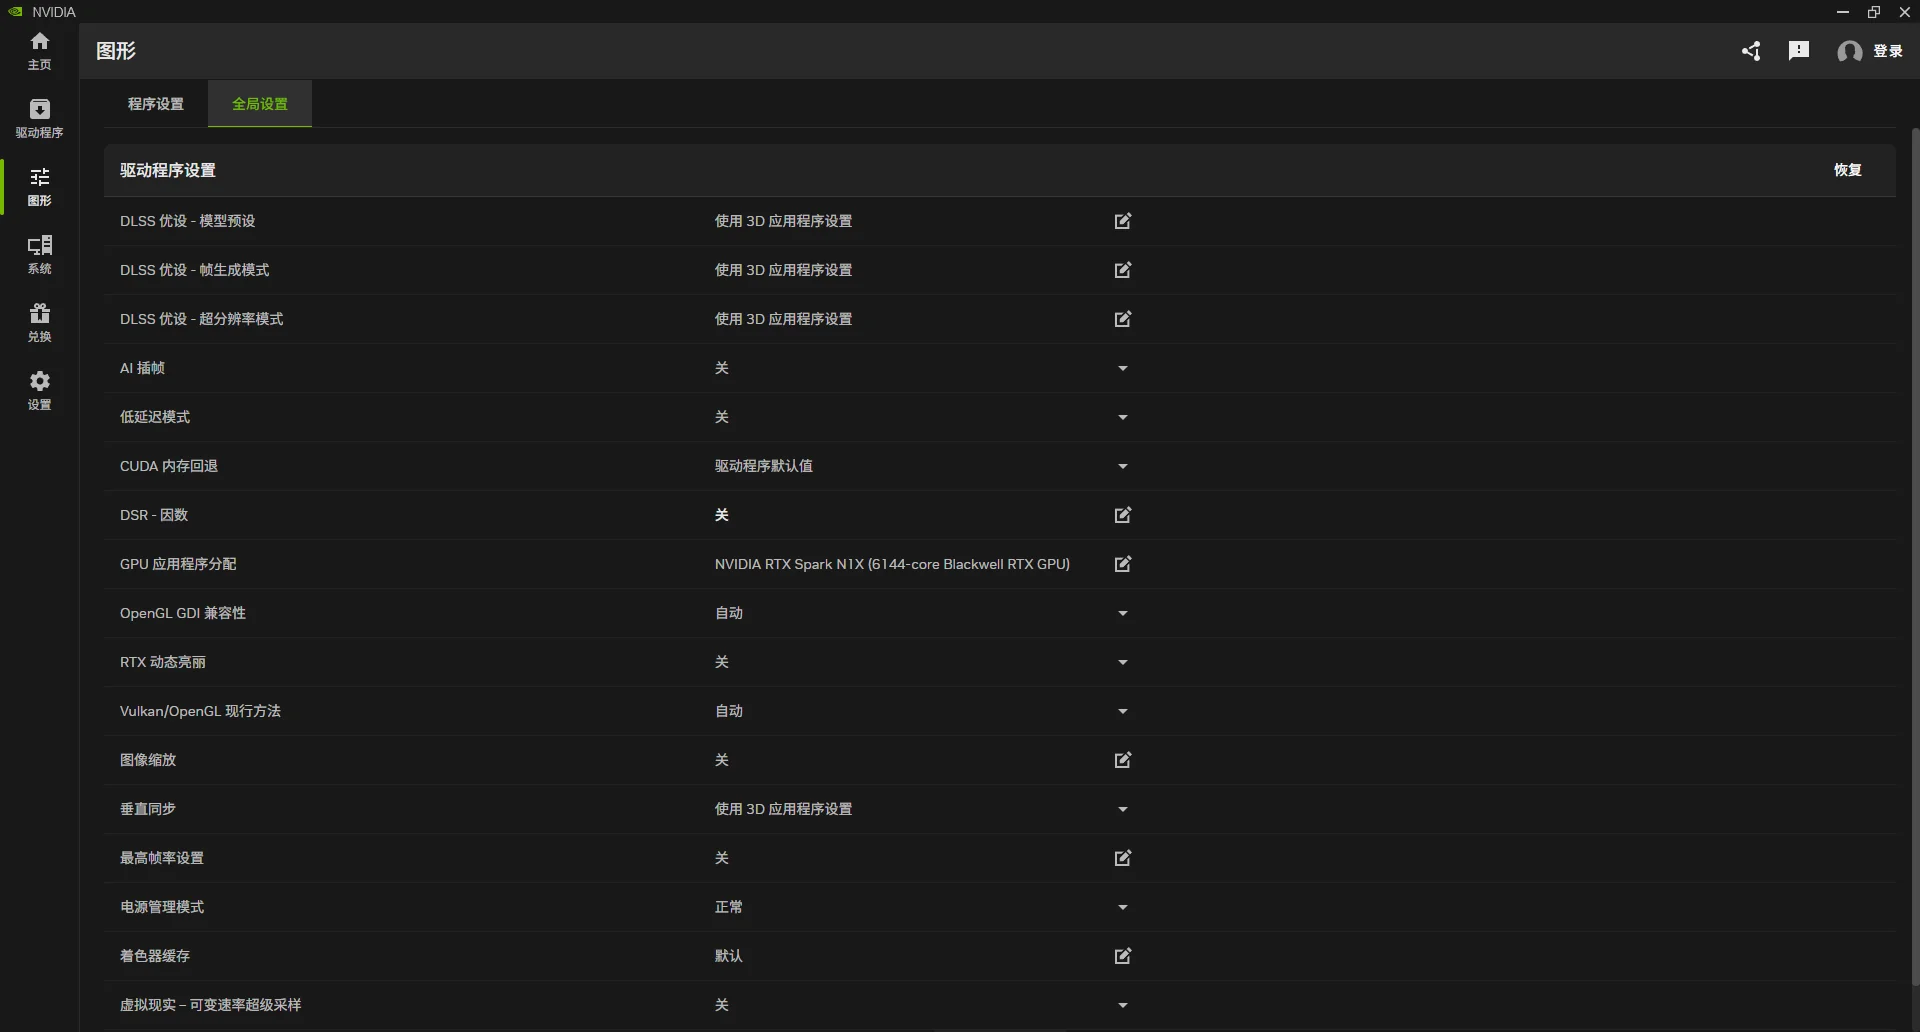 NVIDIA
主页
驱动程序
图形
系统
兑换
设置
图形
登录
程序设置
全局设置
驱动程序设置
恢复
DLSS 优设 - 模型预设 使用 3D 应用程序设置
DLSS 优设 - 帧生成模式 使用 3D 应用程序设置
DLSS 优设 - 超分辨率模式 使用 3D 应用程序设置
AI 插帧 关
低延迟模式 关
CUDA 内存回退 驱动程序默认值
DSR - 因数 关
GPU 应用程序分配 NVIDIA RTX Spark N1X (6144-core Blackwell RTX GPU)
OpenGL GDI 兼容性 自动
RTX 动态亮丽 关
Vulkan/OpenGL 现行方法 自动
图像缩放 关
垂直同步 使用 3D 应用程序设置
最高帧率设置 关
电源管理模式 正常
着色器缓存 默认
虚拟现实 – 可变速率超级采样 关